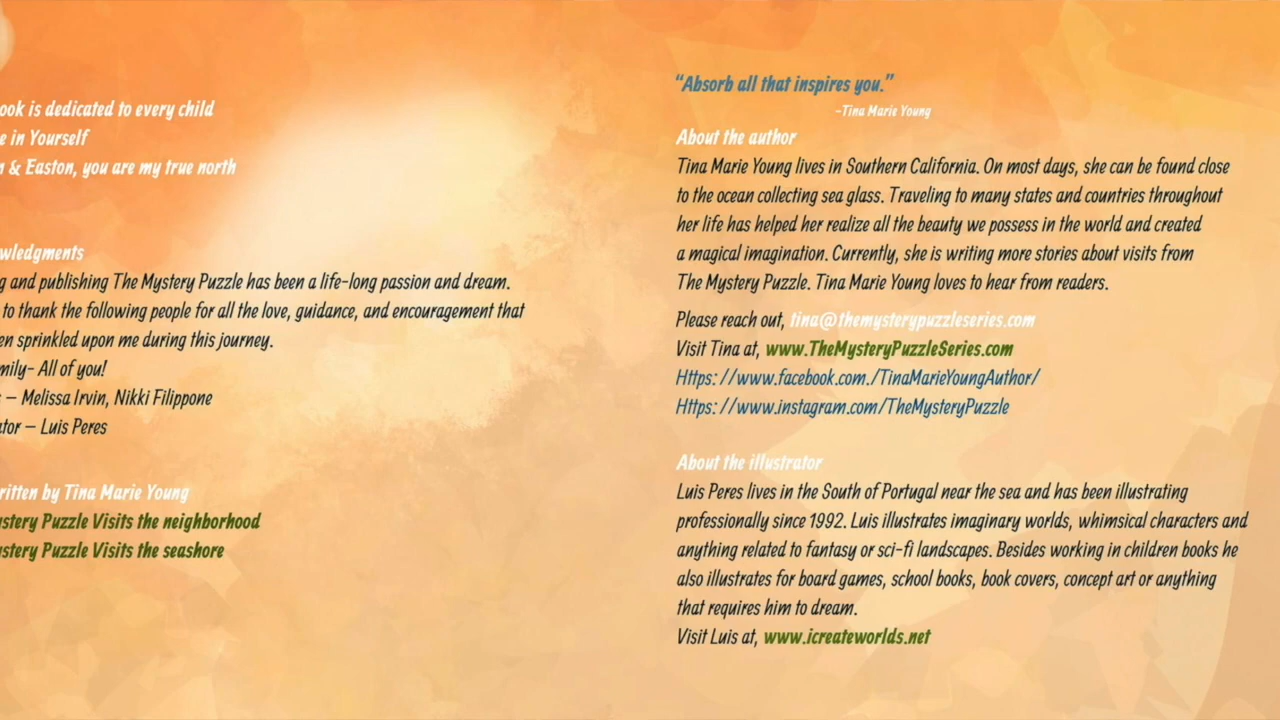 ook is dedicated to every child
e in Yourself
n & Easton, you are my true north
wledgments
g and publishing The Mystery Puzzle has been a life-long passion and dream.
to thank the following people for all the love, guidance, and encouragement that
en sprinkled upon me during this journey.
mily- All of you!
s – Melissa Irvin, Nikki Filippone
ator – Luis Peres
ritten by Tina Marie Young
ystery Puzzle Visits the neighborhood
ystery Puzzle Visits the seashore
“Absorb all that inspires you.”
-Tina Marie Young
About the author
Tina Marie Young lives in Southern California. On most days, she can be found close
to the ocean collecting sea glass. Traveling to many states and countries throughout
her life has helped her realize all the beauty we possess in the world and created
a magical imagination. Currently, she is writing more stories about visits from
The Mystery Puzzle. Tina Marie Young loves to hear from readers.
Please reach out, tina@themysterypuzzleseries.com
Visit Tina at, www.TheMysteryPuzzleSeries.com
Https: //www.facebook.com./TinaMarieYoungAuthor/
Https: //www.instagram.com/TheMysteryPuzzle
About the illustrator
Luis Peres lives in the South of Portugal near the sea and has been illustrating
professionally since 1992. Luis illustrates imaginary worlds, whimsical characters and
anything related to fantasy or sci-fi landscapes. Besides working in children books he
also illustrates for board games, school books, book covers, concept art or anything
that requires him to dream.
Visit Luis at, www.icreateworlds.net